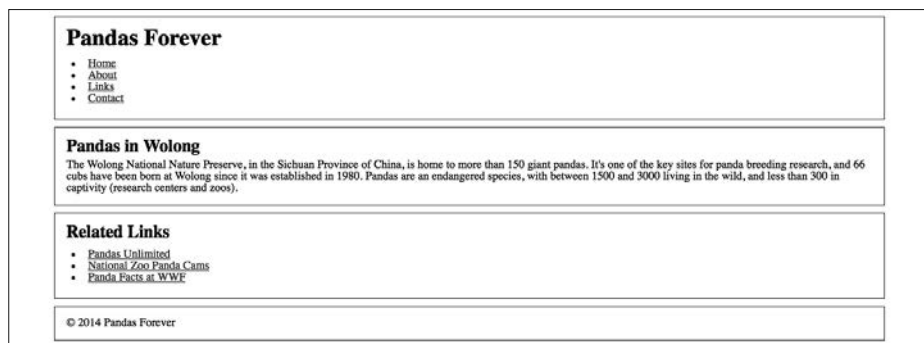 Pandas Forever
Home
About
Links
Contact
Pandas in Wolong
The Wolong National Nature Preserve, in the Sichuan Province of China, is home to more than 150 giant pandas. It's one of the key sites for panda breeding research, and 66
cubs have been born at Wolong since it was established in 1980. Pandas are an endangered species, with between 1500 and 3000 living in the wild, and less than 300 in
captivity (research centers and zoos).
Related Links
Pandas Unlimited
National Zoo Panda Cams
Panda Facts at WWF
© 2014 Pandas Forever